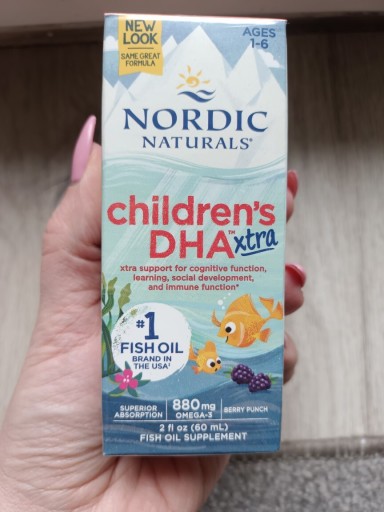 NEW
LOOK
SAME GREAT
FORMULA
AGES
1-6
NORDIC
NATURALS®
children's
DHA™ xtra
xtra support for cognitive function,
learning, social development,
and immune function*
#1
FISH OIL
BRAND IN
THE USA†
SUPERIOR
ABSORPTION
880mg
OMEGA-3
BERRY PUNCH
2 fl oz (60 mL)
FISH OIL SUPPLEMENT